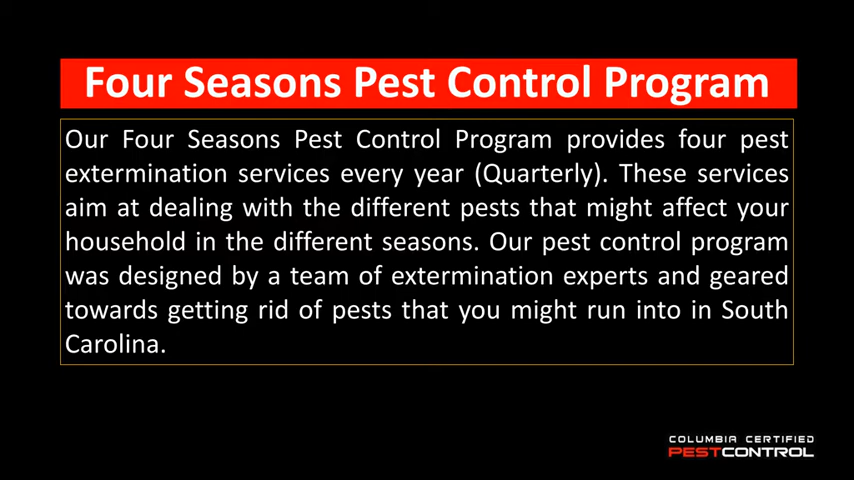 Four Seasons Pest Control Program
Our Four Seasons Pest Control Program provides four pest
extermination services every year (Quarterly). These services
aim at dealing with the different pests that might affect your
household in the different seasons. Our pest control program
was designed by a team of extermination experts and geared
towards getting rid of pests that you might run into in South
Carolina.
COLUMBIA CERTIFIED
PESTCONTROL